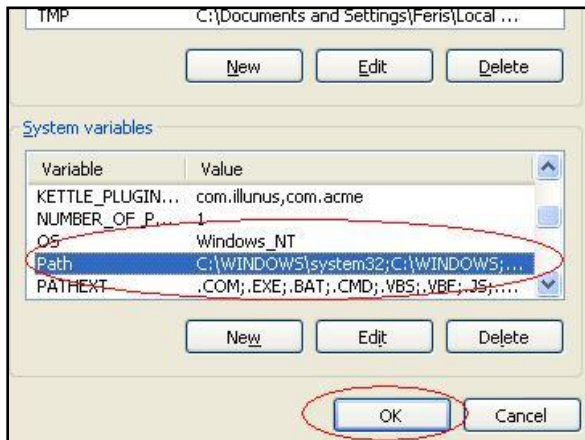 TMP C:\Documents and Settings\Feris\Local ...
New Edit Delete
System variables
Variable Value
KETTLE_PLUGIN... com.illunus,com.acme
NUMBER_OF_P... 1
OS Windows_NT
Path C:\WINDOWS\system32;C:\WINDOWS;...
PATHEXT .COM;.EXE;.BAT;.CMD;.VBS;.VBE;.JS;....
New Edit Delete
OK Cancel